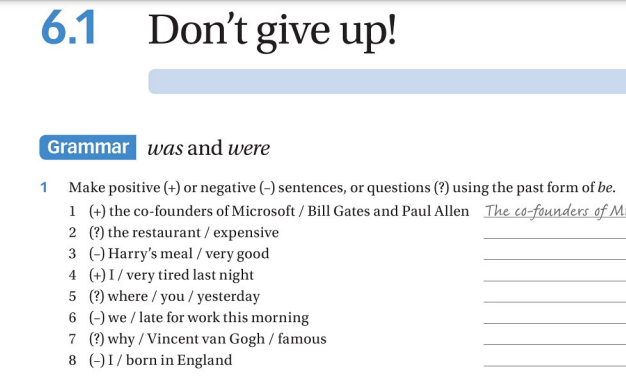 6.1 Don't give up!
Grammar was and were
1 Make positive (+) or negative (–) sentences, or questions (?) using the past form of be.
1 (+) the co-founders of Microsoft / Bill Gates and Paul Allen The co-founders of
2 (?) the restaurant / expensive
3 (–) Harry's meal / very good
4 (+) I / very tired last night
5 (?) where / you / yesterday
6 (–) we / late for work this morning
7 (?) why / Vincent van Gogh / famous
8 (–) I / born in England